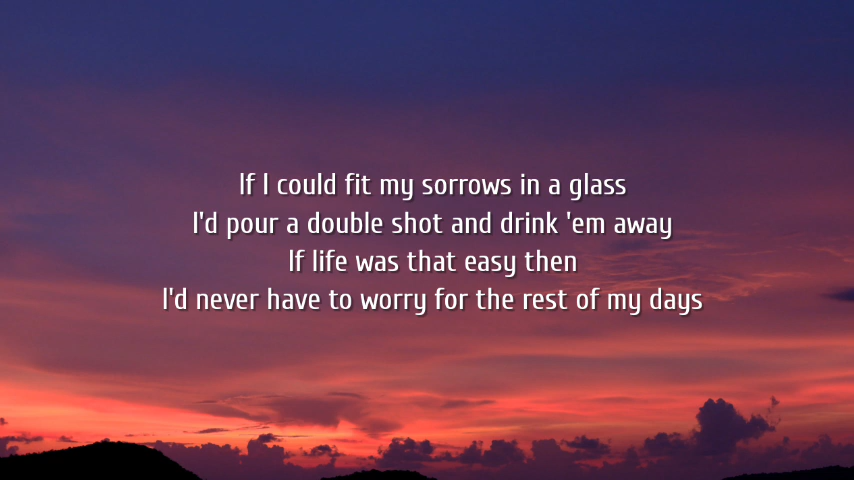 If I could fit my sorrows in a glass
I'd pour a double shot and drink 'em away
If life was that easy then
I'd never have to worry for the rest of my days